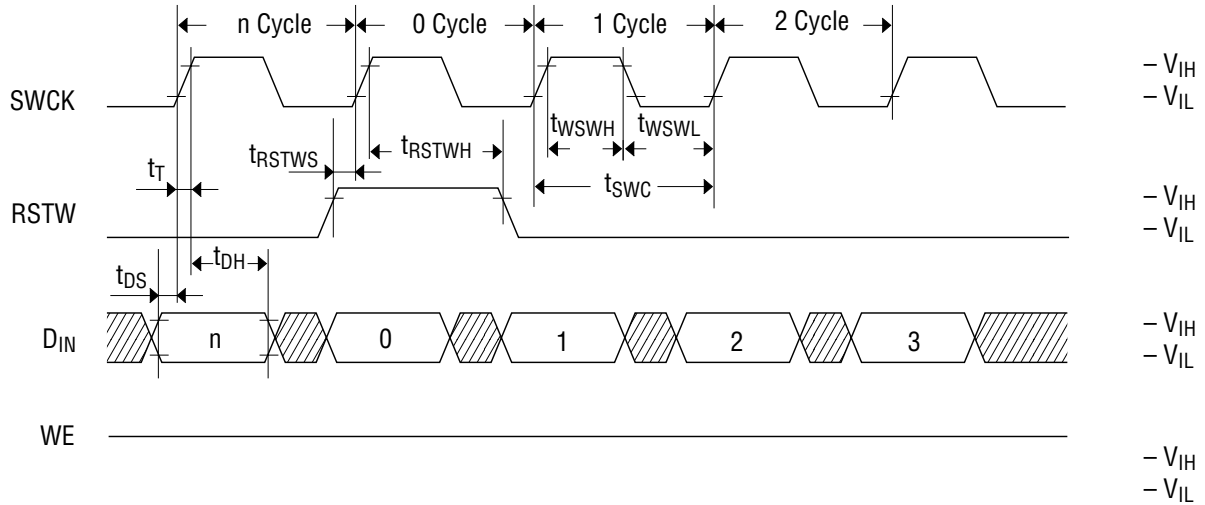 n Cycle 0 Cycle 1 Cycle 2 Cycle
SWCK – VIH
– VIL
tWSWH tWSWL
tRSTWS tRSTWH
tT tSWC
RSTW – VIH
– VIL
tDS tDH
DIN n 0 1 2 3 – VIH
– VIL
WE
– VIH
– VIL